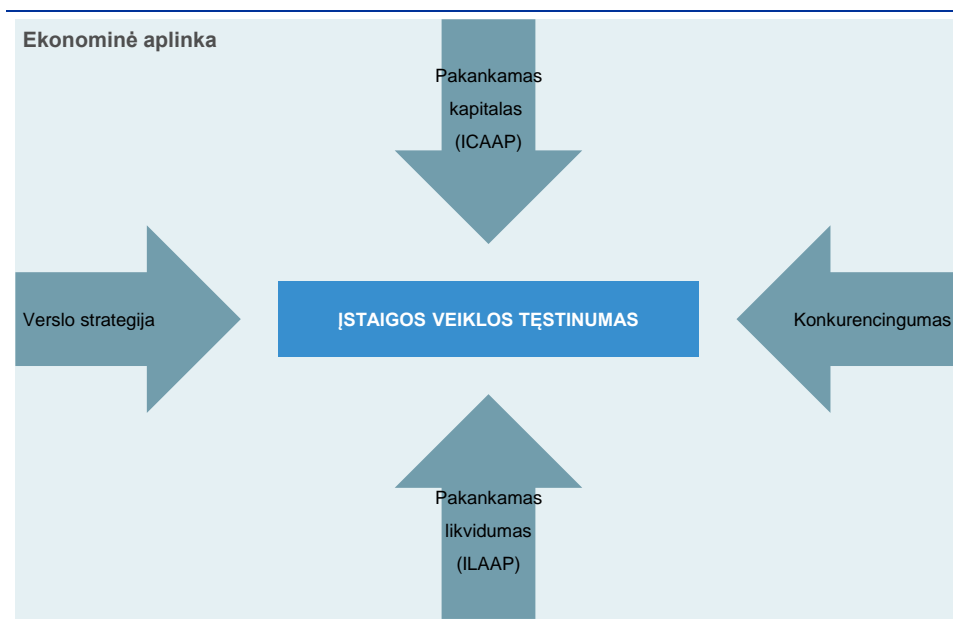 Ekonominė aplinka
Pakankamas
kapitalas
(ICAAP)
Verslo strategija
ĮSTAIGOS VEIKLOS TĘSTINUMAS
Konkurencingumas
Pakankamas
likvidumas
(ILAAP)